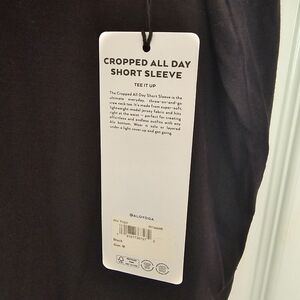 CROPPED ALL DAY
SHORT SLEEVE
TEE IT UP
The Cropped All Day Short Sleeve is the
ultimate everyday, throw-on-and-go
crew neck tee. It's made from super-soft,
lightweight modal jersey fabric and hits
right at the waist — perfect for creating
effortless and endless outfits with any
Alo bottom. Wear it solo or layered
under a light cover up and get going.
@ALOYOGA
Alo Yoga
Black
Size: M